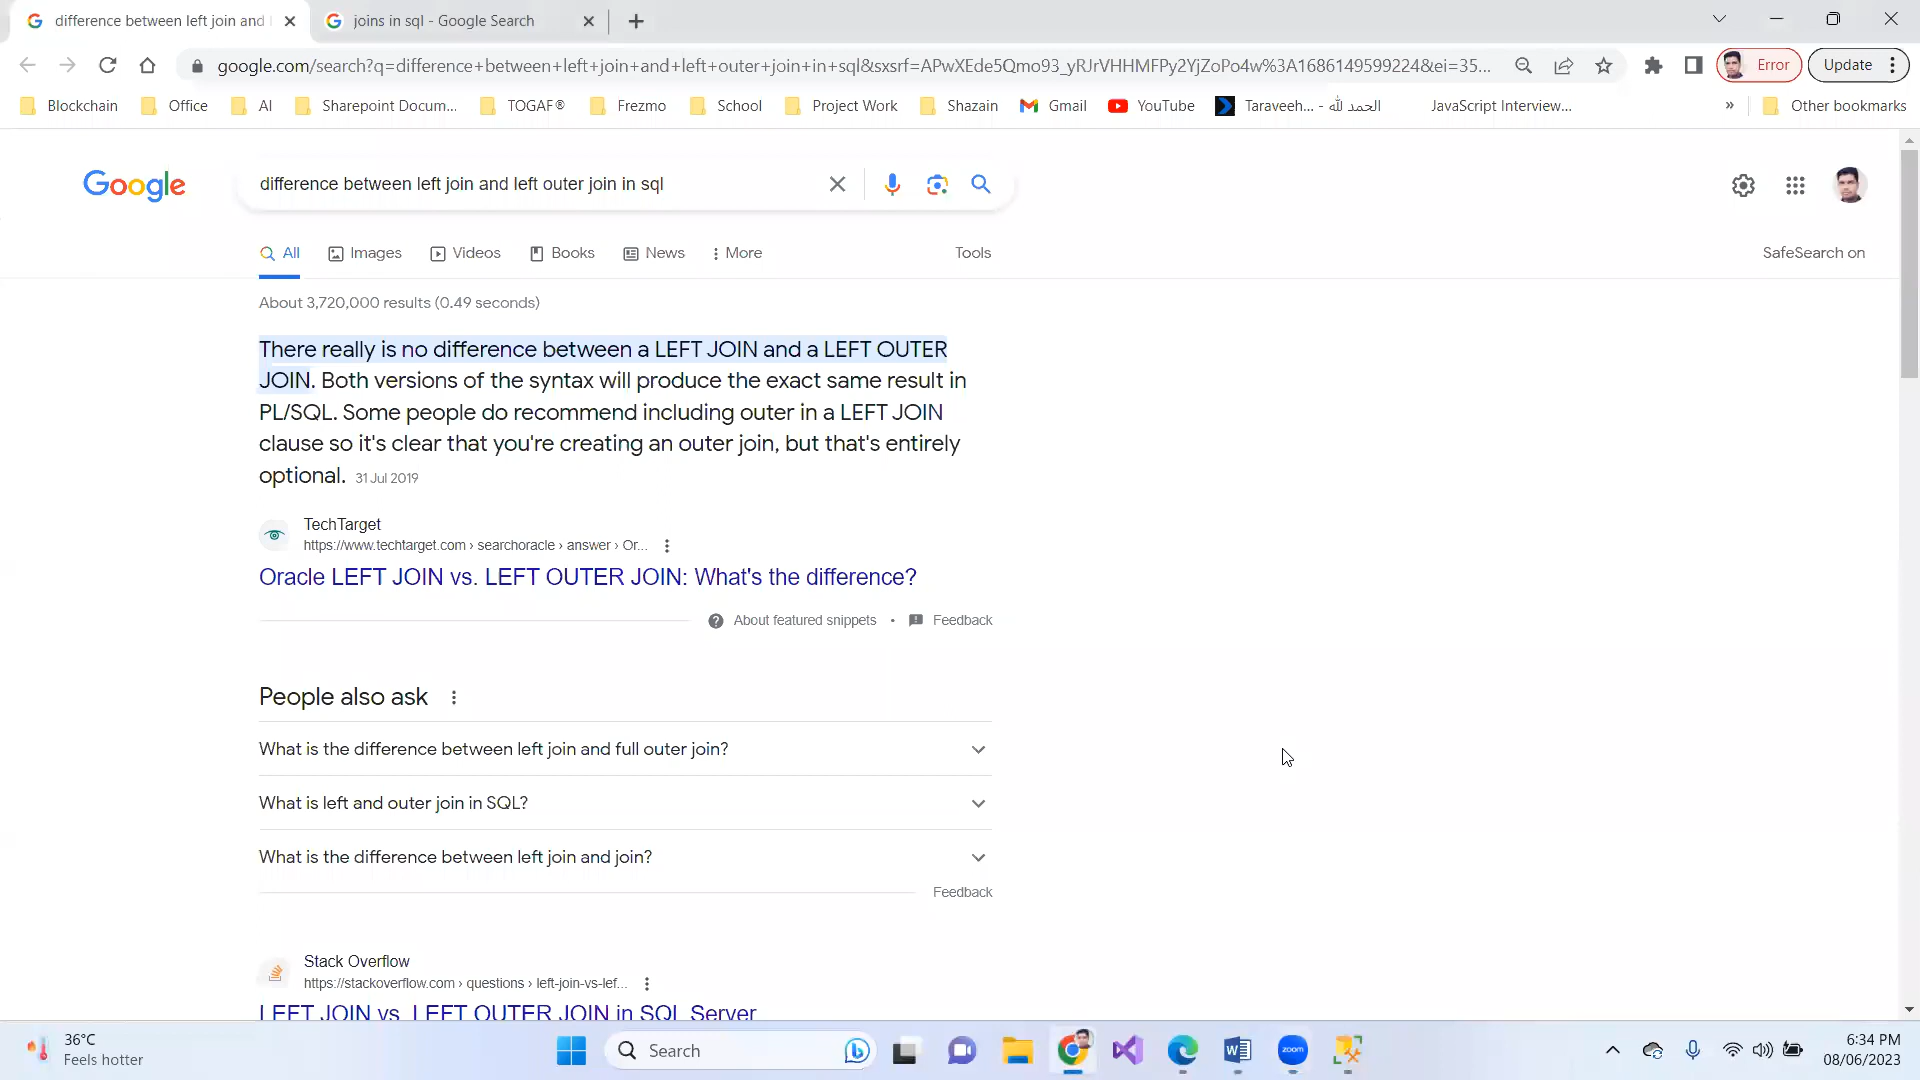 difference between left join and l
joins in sql - Google Search
google.com/search?q=difference+between+left+join+and+left+outer+join+in+sql&sxsrf=APwXEde5Qmo93_yRJrVHHMFPy2YjZoPo4w%3A1686149599224&ei=35...
Error
Update
Blockchain
Office
AI
Sharepoint Docum...
TOGAF®
Frezmo
School
Project Work
Shazain
Gmail
YouTube
Taraveeh... - الحمد لله
JavaScript Interview...
»
Other bookmarks
Google
difference between left join and left outer join in sql
All
Images
Videos
Books
News
More
Tools
SafeSearch on
About 3,720,000 results (0.49 seconds)
There really is no difference between a LEFT JOIN and a LEFT OUTER
JOIN. Both versions of the syntax will produce the exact same result in
PL/SQL. Some people do recommend including outer in a LEFT JOIN
clause so it's clear that you're creating an outer join, but that's entirely
optional. 31 Jul 2019
TechTarget
https://www.techtarget.com › searchoracle › answer › Or...
Oracle LEFT JOIN vs. LEFT OUTER JOIN: What's the difference?
About featured snippets • Feedback
People also ask
What is the difference between left join and full outer join?
What is left and outer join in SQL?
What is the difference between left join and join?
Feedback
Stack Overflow
https://stackoverflow.com › questions › left-join-vs-lef...
LEFT JOIN vs. LEFT OUTER JOIN in SQL Server
36°C
Feels hotter
Search
zoom
6:34 PM
08/06/2023